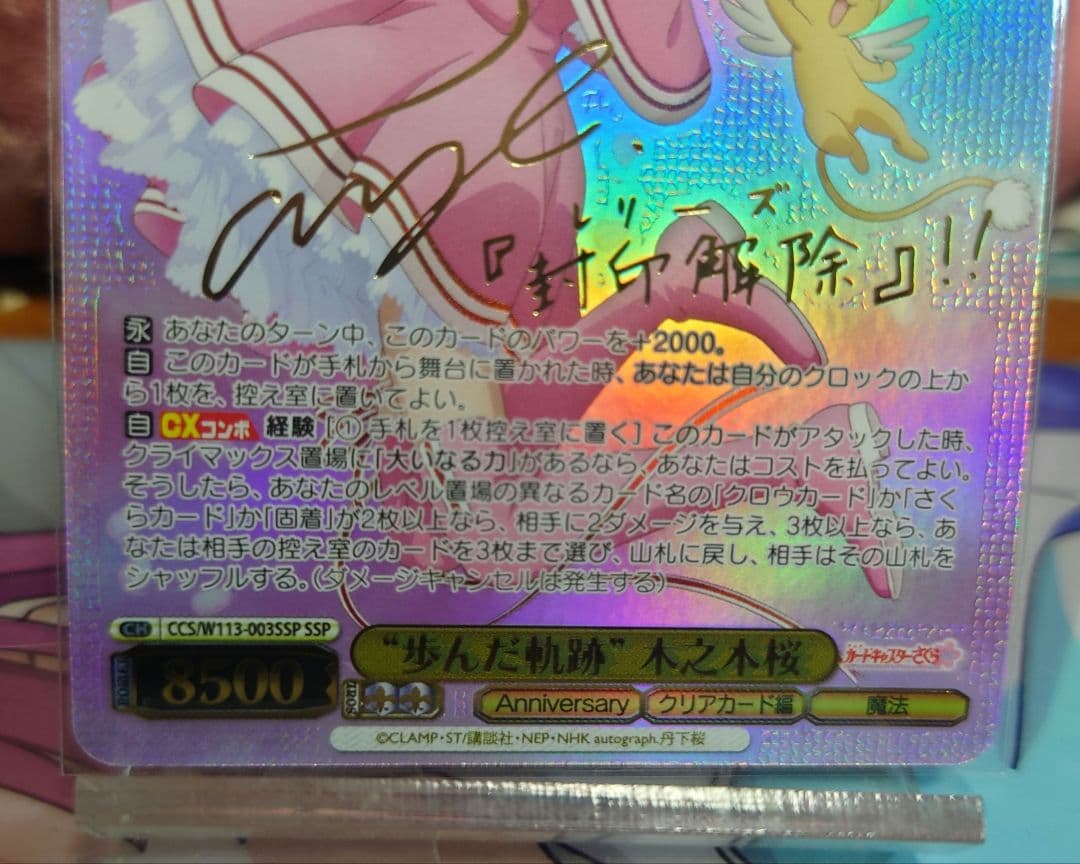 レリーズ
『封印解除』!!
永 あなたのターン中、このカードのパワーを+2000。
自 このカードが手札から舞台に置かれた時、あなたは自分のクロックの上か
ら1枚を、控え室に置いてよい。
自 CXコンボ 経験 [① 手札を1枚控え室に置く] このカードがアタックした時、
クライマックス置場に「大いなる力」があるなら、あなたはコストを払ってよい。
そうしたら、あなたのレベル置場の異なるカード名の「クロウカード」か「さく
らカード」か「固着」が2枚以上なら、相手に2ダメージを与え、3枚以上なら、あ
なたは相手の控え室のカードを3枚まで選び、山札に戻し、相手はその山札を
シャッフルする。(ダメージキャンセルは発生する)
CH CCS/W113-003SSP SSP
“歩んだ軌跡” 木之本桜
カードキャプターさくら
POWER 8500
SOUL
Anniversary クリアカード編 魔法
©CLAMP・ST/講談社・NEP・NHK autograph.丹下桜